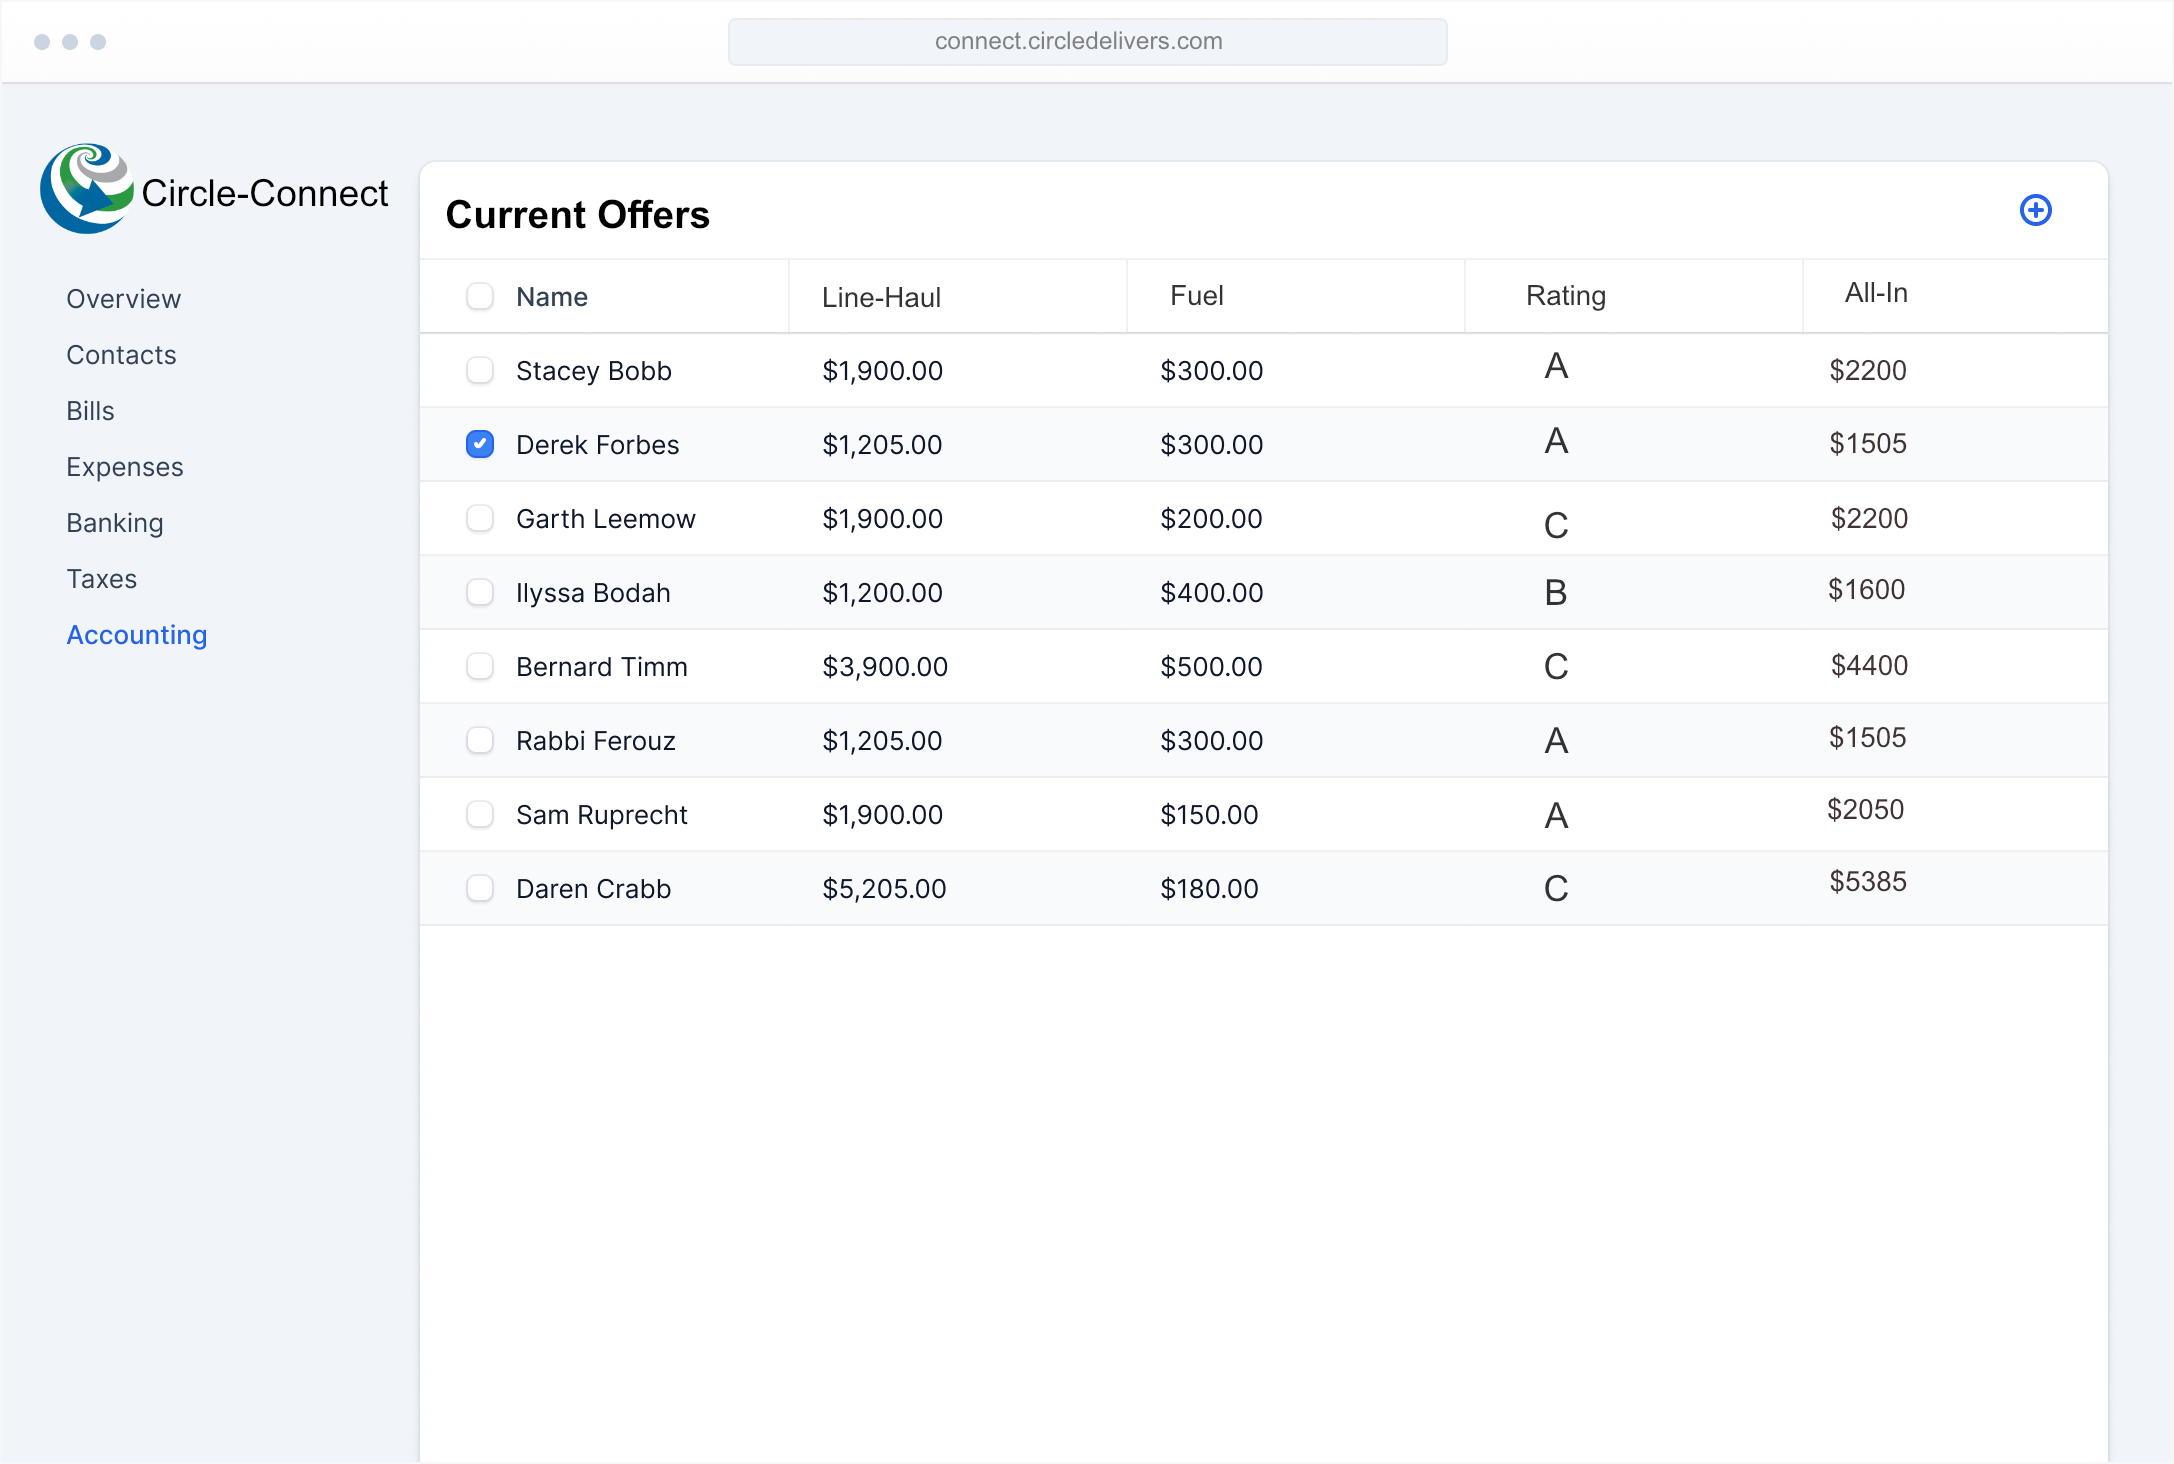 connect.circledelivers.com
Circle-Connect
Overview
Contacts
Bills
Expenses
Banking
Taxes
Accounting
Current Offers
Name Line-Haul Fuel Rating All-In
Stacey Bobb $1,900.00 $300.00 A $2200
Derek Forbes $1,205.00 $300.00 A $1505
Garth Leemow $1,900.00 $200.00 C $2200
Ilyssa Bodah $1,200.00 $400.00 B $1600
Bernard Timm $3,900.00 $500.00 C $4400
Rabbi Ferouz $1,205.00 $300.00 A $1505
Sam Ruprecht $1,900.00 $150.00 A $2050
Daren Crabb $5,205.00 $180.00 C $5385